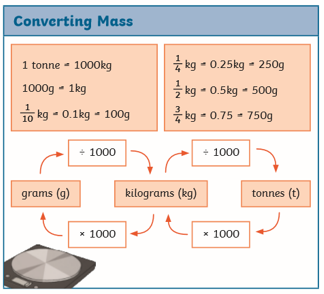 Converting Mass
1 tonne = 1000kg
1000g = 1kg
1/10 kg = 0.1kg = 100g
1/4 kg = 0.25kg = 250g
1/2 kg = 0.5kg = 500g
3/4 kg = 0.75 = 750g
÷ 1000
÷ 1000
grams (g)
kilograms (kg)
tonnes (t)
× 1000
× 1000